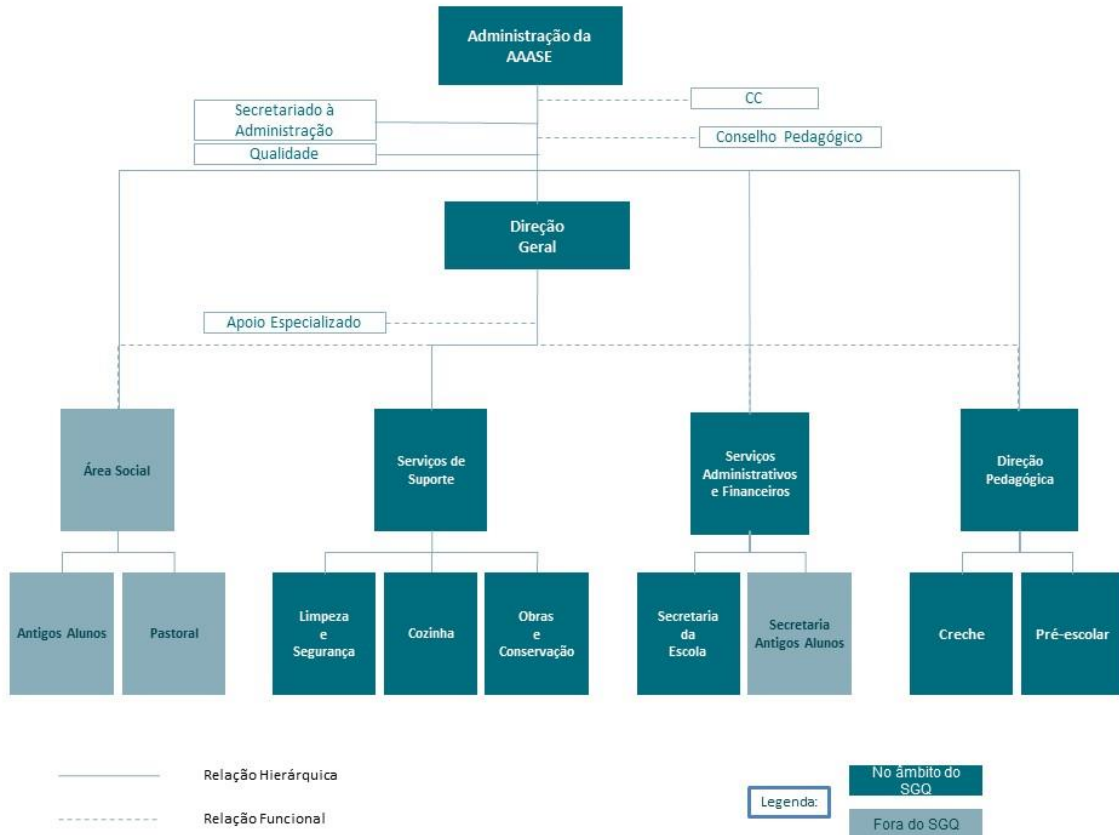 Administração da
AAASE
CC
Secretariado à
Administração
Conselho Pedagógico
Qualidade
Direção
Geral
Apoio Especializado
Área Social
Serviços de
Suporte
Serviços
Administrativos
e Financeiros
Direção
Pedagógica
Antigos Alunos
Pastoral
Limpeza
e
Segurança
Cozinha
Obras
e
Conservação
Secretaria
da
Escola
Secretaria
Antigos Alunos
Creche
Pré-escolar
Relação Hierárquica
Relação Funcional
Legenda:
No âmbito do
SGQ
Fora do SGQ